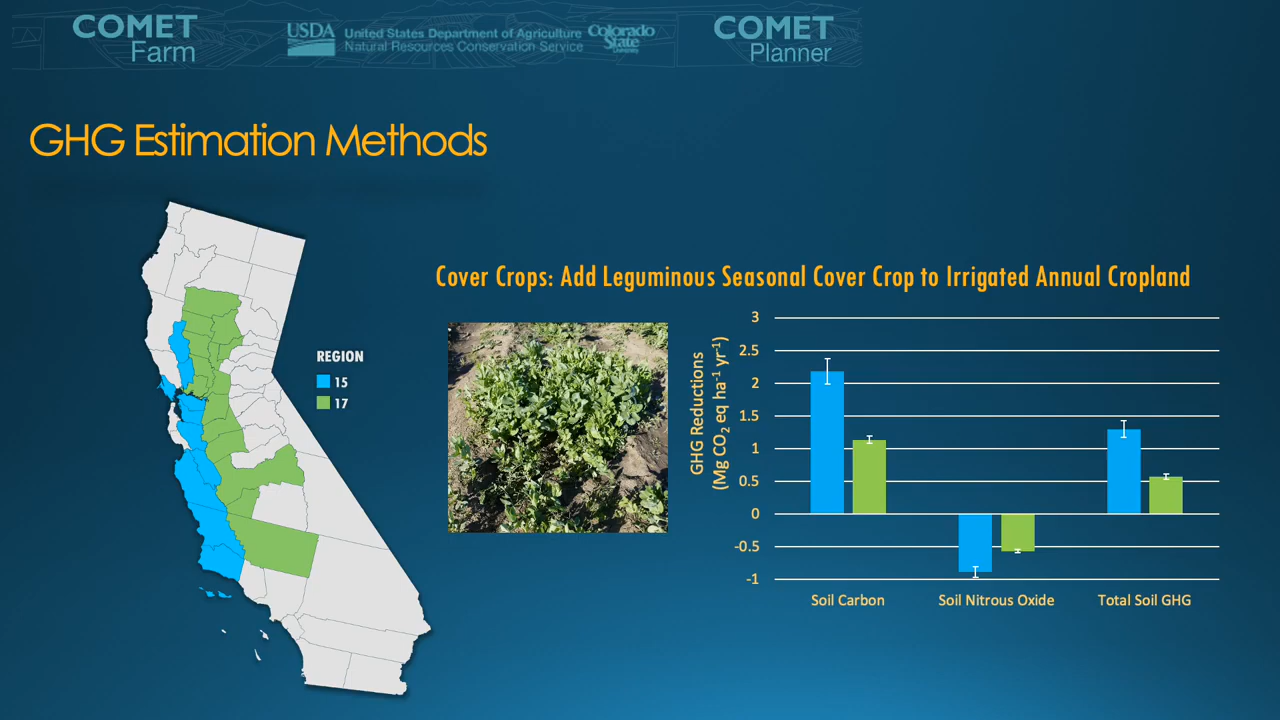 COMET
Farm
USDA
United States Department of Agriculture
Natural Resources Conservation Service
Colorado
State
University
COMET
Planner
GHG Estimation Methods
REGION
15
17
Cover Crops: Add Leguminous Seasonal Cover Crop to Irrigated Annual Cropland
GHG Reductions
(Mg CO₂ eq ha⁻¹ yr⁻¹)
3
2.5
2
1.5
1
0.5
0
-0.5
-1
Soil Carbon
Soil Nitrous Oxide
Total Soil GHG